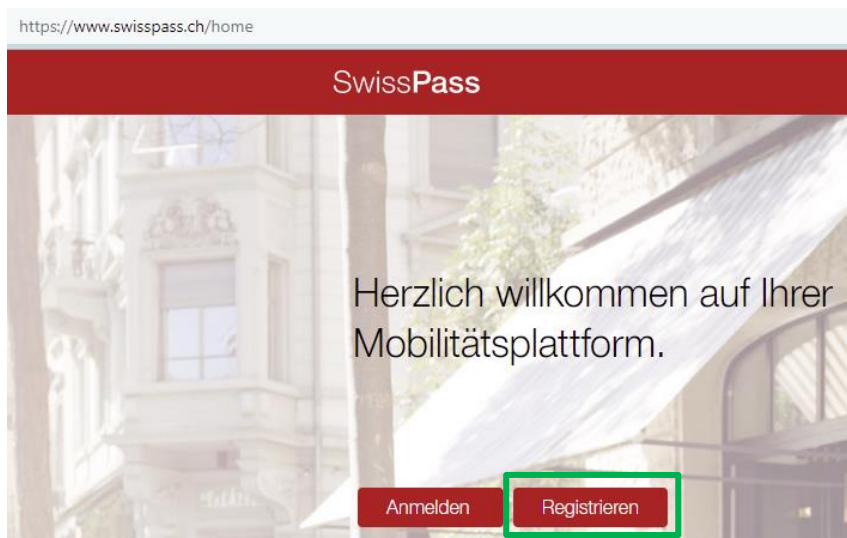 https://www.swisspass.ch/home
SwissPass
Herzlich willkommen auf Ihrer
Mobilitätsplattform.
Anmelden Registrieren